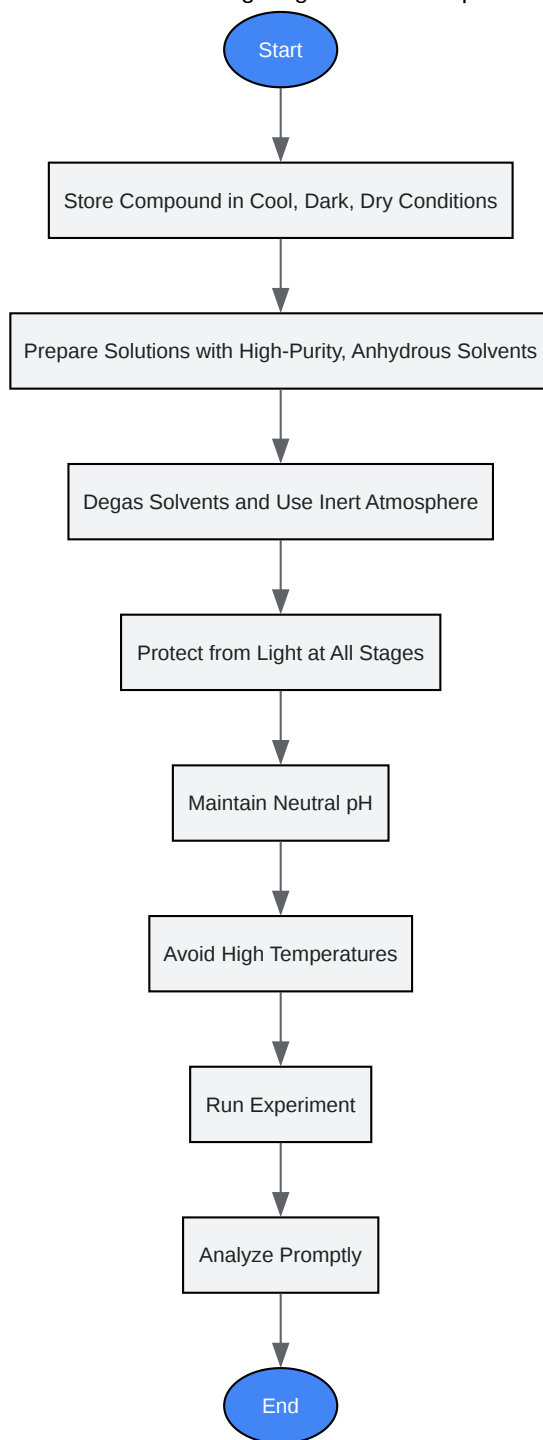 Start
Store Compound in Cool, Dark, Dry Conditions
Prepare Solutions with High-Purity, Anhydrous Solvents
Degas Solvents and Use Inert Atmosphere
Protect from Light at All Stages
Maintain Neutral pH
Avoid High Temperatures
Run Experiment
Analyze Promptly
End